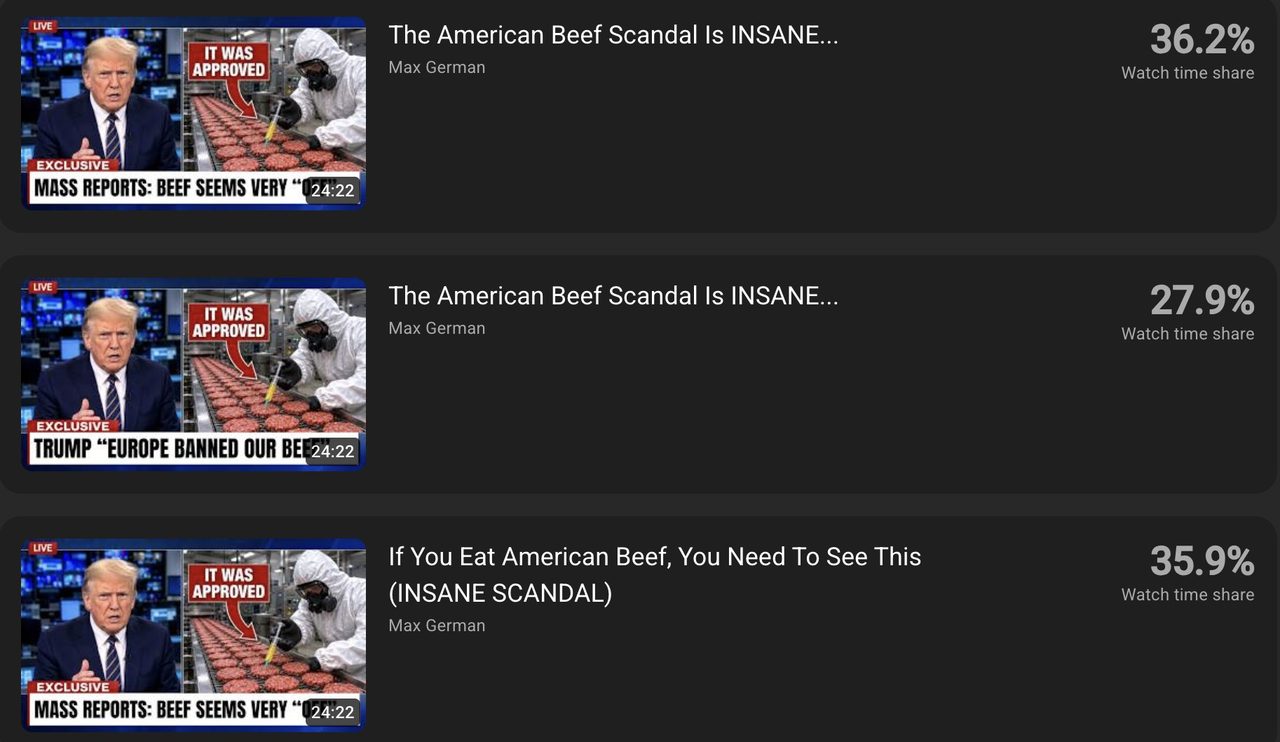 LIVE
IT WAS
APPROVED
EXCLUSIVE
MASS REPORTS: BEEF SEEMS VERY
24:22
The American Beef Scandal Is INSANE...
Max German
36.2%
Watch time share
LIVE
IT WAS
APPROVED
EXCLUSIVE
TRUMP “EUROPE BANNED OUR
24:22
The American Beef Scandal Is INSANE...
Max German
27.9%
Watch time share
LIVE
IT WAS
APPROVED
EXCLUSIVE
MASS REPORTS: BEEF SEEMS VERY
24:22
If You Eat American Beef, You Need To See This
(INSANE SCANDAL)
Max German
35.9%
Watch time share